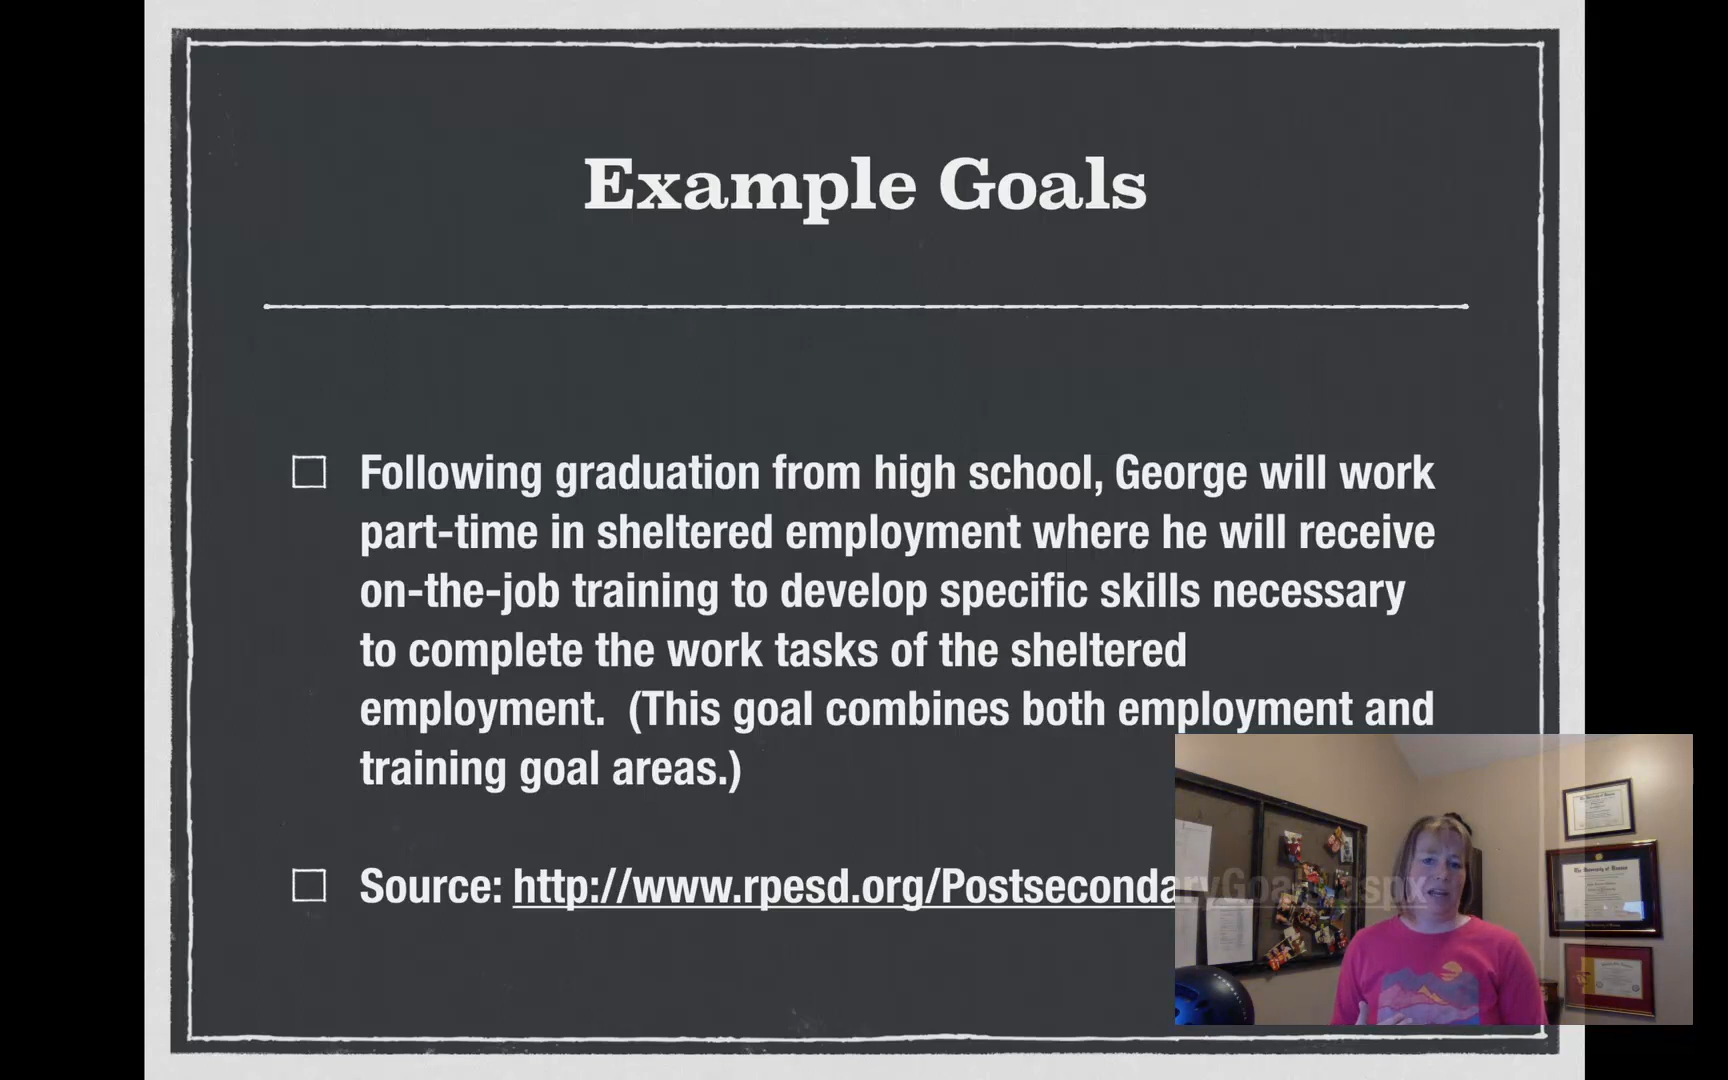 Example Goals
Following graduation from high school, George will work
part-time in sheltered employment where he will receive
on-the-job training to develop specific skills necessary
to complete the work tasks of the sheltered
employment. (This goal combines both employment and
training goal areas.)
Source: http://www.rpesd.org/PostsecondaryGoals.aspx